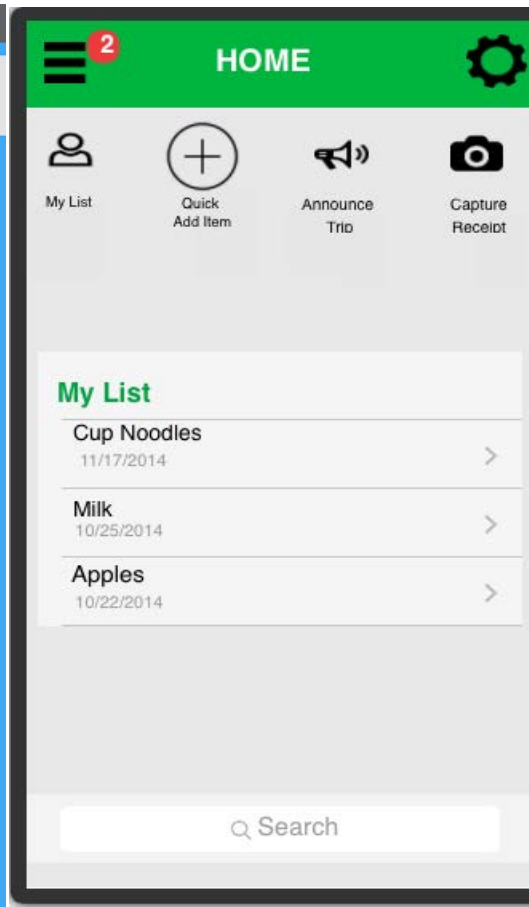 2
HOME
My List
Quick
Add Item
Announce
Trip
Capture
Receipt
My List
Cup Noodles
11/17/2014
Milk
10/25/2014
Apples
10/22/2014
Search